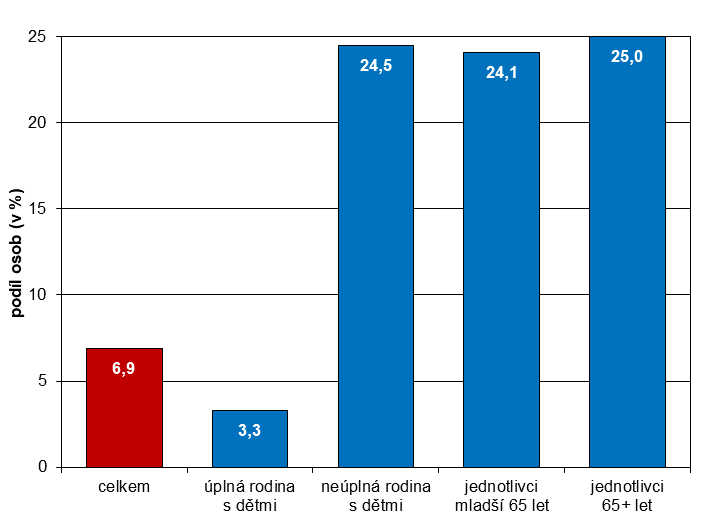 25
20
15
10
5
0
podíl osob (v %)
6,9
3,3
24,5
24,1
25,0
celkem
úplná rodina
s dětmi
neúplná rodina
s dětmi
jednotlivci
mladší 65 let
jednotlivci
65+ let